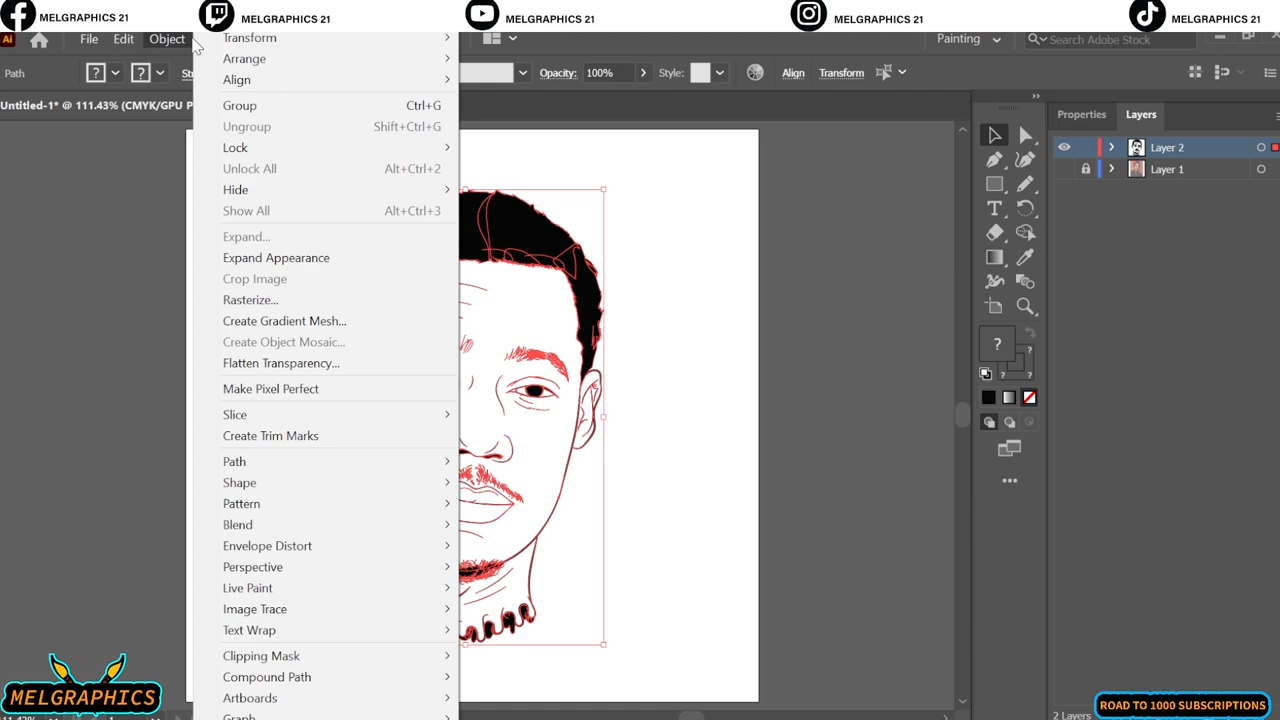 MELGRAPHICS 21 MELGRAPHICS 21 MELGRAPHICS 21 MELGRAPHICS 21 MELGRAPHICS 21
Ai File Edit Object Painting Search Adobe Stock
Path ? ? Opacity: 100% Style: Align Transform
Untitled-1* @ 111.43% (CMYK/GPU P
Transform
Arrange
Align
Group Ctrl+G
Ungroup Shift+Ctrl+G
Lock
Unlock All Alt+Ctrl+2
Hide
Show All Alt+Ctrl+3
Expand...
Expand Appearance
Crop Image
Rasterize...
Create Gradient Mesh...
Create Object Mosaic...
Flatten Transparency...
Make Pixel Perfect
Slice
Create Trim Marks
Path
Shape
Pattern
Blend
Envelope Distort
Perspective
Live Paint
Image Trace
Text Wrap
Clipping Mask
Compound Path
Artboards
Graph
Properties Layers
Layer 2
Layer 1
T
?
?
? ?
MELGRAPHICS
ROAD TO 1000 SUBSCRIPTIONS
2 Layers